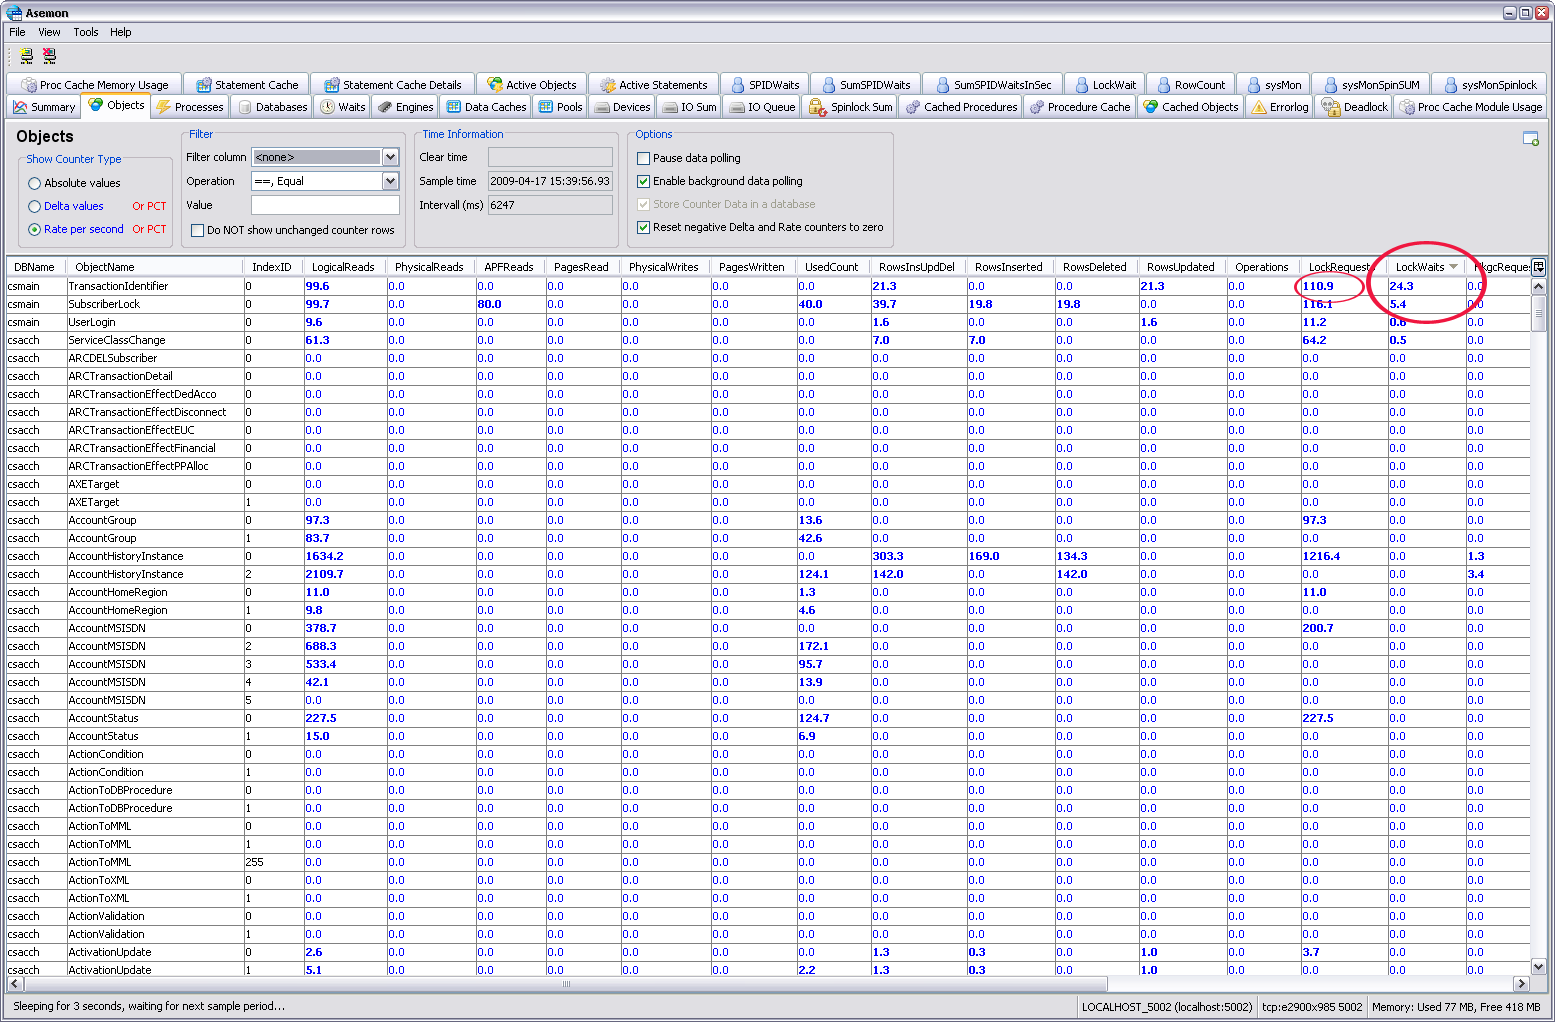 Asemon
File View Tools Help
Proc Cache Memory Usage Statement Cache Statement Cache Details Active Objects Active Statements SPIDWaits SumSPIDWaits SumSPIDWaitsInSec LockWait RowCount sysMon sysMonSpinSUM sysMonSpinlock
Summary Objects Processes Databases Waits Engines Data Caches Pools Devices IO Sum IO Queue Spinlock Sum Cached Procedures Procedure Cache Cached Objects Errorlog Deadlock Proc Cache Module Usage
Objects
Show Counter Type
Absolute values
Delta values Or PCT
Rate per second Or PCT
Filter
Filter column <none>
Operation ==, Equal
Value
Do NOT show unchanged counter rows
Time Information
Clear time
Sample time 2009-04-17 15:39:56.93
Intervall (ms) 6247
Options
Pause data polling
Enable background data polling
Store Counter Data in a database
Reset negative Delta and Rate counters to zero
DBName ObjectName IndexID LogicalReads PhysicalReads APFReads PagesRead PhysicalWrites PagesWritten UsedCount RowsInsUpdDel RowsInserted RowsDeleted RowsUpdated Operations LockRequests LockWaits kgcReques
csmain TransactionIdentifier 0 99.6 0.0 0.0 0.0 0.0 0.0 0.0 21.3 0.0 0.0 21.3 0.0 110.9 24.3 0.0
csmain SubscriberLock 0 99.7 0.0 80.0 0.0 0.0 0.0 40.0 39.7 19.8 19.8 0.0 0.0 116.1 5.4 0.0
csmain UserLogin 0 9.6 0.0 0.0 0.0 0.0 0.0 0.0 1.6 0.0 0.0 1.6 0.0 11.2 0.6 0.0
csacch ServiceClassChange 0 61.3 0.0 0.0 0.0 0.0 0.0 0.0 7.0 7.0 0.0 0.0 0.0 64.2 0.5 0.0
csacch ARCDELSubscriber 0 0.0 0.0 0.0 0.0 0.0 0.0 0.0 0.0 0.0 0.0 0.0 0.0 0.0 0.0 0.0
csacch ARCTransactionDetail 0 0.0 0.0 0.0 0.0 0.0 0.0 0.0 0.0 0.0 0.0 0.0 0.0 0.0 0.0 0.0
csacch ARCTransactionEffectDedAcco 0 0.0 0.0 0.0 0.0 0.0 0.0 0.0 0.0 0.0 0.0 0.0 0.0 0.0 0.0 0.0
csacch ARCTransactionEffectDisconnect 0 0.0 0.0 0.0 0.0 0.0 0.0 0.0 0.0 0.0 0.0 0.0 0.0 0.0 0.0 0.0
csacch ARCTransactionEffectEUC 0 0.0 0.0 0.0 0.0 0.0 0.0 0.0 0.0 0.0 0.0 0.0 0.0 0.0 0.0 0.0
csacch ARCTransactionEffectFinancial 0 0.0 0.0 0.0 0.0 0.0 0.0 0.0 0.0 0.0 0.0 0.0 0.0 0.0 0.0 0.0
csacch ARCTransactionEffectPPAlloc 0 0.0 0.0 0.0 0.0 0.0 0.0 0.0 0.0 0.0 0.0 0.0 0.0 0.0 0.0 0.0
csacch AXETarget 0 0.0 0.0 0.0 0.0 0.0 0.0 0.0 0.0 0.0 0.0 0.0 0.0 0.0 0.0 0.0
csacch AXETarget 1 0.0 0.0 0.0 0.0 0.0 0.0 0.0 0.0 0.0 0.0 0.0 0.0 0.0 0.0 0.0
csacch AccountGroup 0 97.3 0.0 0.0 0.0 0.0 0.0 13.6 0.0 0.0 0.0 0.0 0.0 97.3 0.0 0.0
csacch AccountGroup 1 83.7 0.0 0.0 0.0 0.0 0.0 42.6 0.0 0.0 0.0 0.0 0.0 0.0 0.0 0.0
csacch AccountHistoryInstance 0 1634.2 0.0 0.0 0.0 0.0 0.0 0.0 303.3 169.0 134.3 0.0 0.0 1216.4 0.0 1.3
csacch AccountHistoryInstance 2 2109.7 0.0 0.0 0.0 0.0 0.0 124.1 142.0 0.0 142.0 0.0 0.0 0.0 0.0 3.4
csacch AccountHomeRegion 0 11.0 0.0 0.0 0.0 0.0 0.0 1.3 0.0 0.0 0.0 0.0 0.0 11.0 0.0 0.0
csacch AccountHomeRegion 1 9.8 0.0 0.0 0.0 0.0 0.0 4.6 0.0 0.0 0.0 0.0 0.0 0.0 0.0 0.0
csacch AccountMSISDN 0 378.7 0.0 0.0 0.0 0.0 0.0 0.0 0.0 0.0 0.0 0.0 0.0 200.7 0.0 0.0
csacch AccountMSISDN 2 688.3 0.0 0.0 0.0 0.0 0.0 172.1 0.0 0.0 0.0 0.0 0.0 0.0 0.0 0.0
csacch AccountMSISDN 3 533.4 0.0 0.0 0.0 0.0 0.0 95.7 0.0 0.0 0.0 0.0 0.0 0.0 0.0 0.0
csacch AccountMSISDN 4 42.1 0.0 0.0 0.0 0.0 0.0 13.9 0.0 0.0 0.0 0.0 0.0 0.0 0.0 0.0
csacch AccountMSISDN 5 0.0 0.0 0.0 0.0 0.0 0.0 0.0 0.0 0.0 0.0 0.0 0.0 0.0 0.0 0.0
csacch AccountStatus 0 227.5 0.0 0.0 0.0 0.0 0.0 124.7 0.0 0.0 0.0 0.0 0.0 227.5 0.0 0.0
csacch AccountStatus 1 15.0 0.0 0.0 0.0 0.0 0.0 6.9 0.0 0.0 0.0 0.0 0.0 0.0 0.0 0.0
csacch ActionCondition 0 0.0 0.0 0.0 0.0 0.0 0.0 0.0 0.0 0.0 0.0 0.0 0.0 0.0 0.0 0.0
csacch ActionCondition 1 0.0 0.0 0.0 0.0 0.0 0.0 0.0 0.0 0.0 0.0 0.0 0.0 0.0 0.0 0.0
csacch ActionToDBProcedure 0 0.0 0.0 0.0 0.0 0.0 0.0 0.0 0.0 0.0 0.0 0.0 0.0 0.0 0.0 0.0
csacch ActionToDBProcedure 1 0.0 0.0 0.0 0.0 0.0 0.0 0.0 0.0 0.0 0.0 0.0 0.0 0.0 0.0 0.0
csacch ActionToMML 0 0.0 0.0 0.0 0.0 0.0 0.0 0.0 0.0 0.0 0.0 0.0 0.0 0.0 0.0 0.0
csacch ActionToMML 1 0.0 0.0 0.0 0.0 0.0 0.0 0.0 0.0 0.0 0.0 0.0 0.0 0.0 0.0 0.0
csacch ActionToMML 255 0.0 0.0 0.0 0.0 0.0 0.0 0.0 0.0 0.0 0.0 0.0 0.0 0.0 0.0 0.0
csacch ActionToXML 0 0.0 0.0 0.0 0.0 0.0 0.0 0.0 0.0 0.0 0.0 0.0 0.0 0.0 0.0 0.0
csacch ActionToXML 1 0.0 0.0 0.0 0.0 0.0 0.0 0.0 0.0 0.0 0.0 0.0 0.0 0.0 0.0 0.0
csacch ActionValidation 0 0.0 0.0 0.0 0.0 0.0 0.0 0.0 0.0 0.0 0.0 0.0 0.0 0.0 0.0 0.0
csacch ActionValidation 1 0.0 0.0 0.0 0.0 0.0 0.0 0.0 0.0 0.0 0.0 0.0 0.0 0.0 0.0 0.0
csacch ActivationUpdate 0 2.6 0.0 0.0 0.0 0.0 0.0 0.0 1.3 0.3 0.0 1.0 0.0 3.7 0.0 0.0
csacch ActivationUpdate 1 5.1 0.0 0.0 0.0 0.0 0.0 2.2 1.3 0.3 0.0 1.0 0.0 0.0 0.0 0.0
Sleeping for 3 seconds, waiting for next sample period... LOCALHOST_5002 (localhost:5002) tcp:e2900x985 5002 Memory: Used 77 MB, Free 418 MB